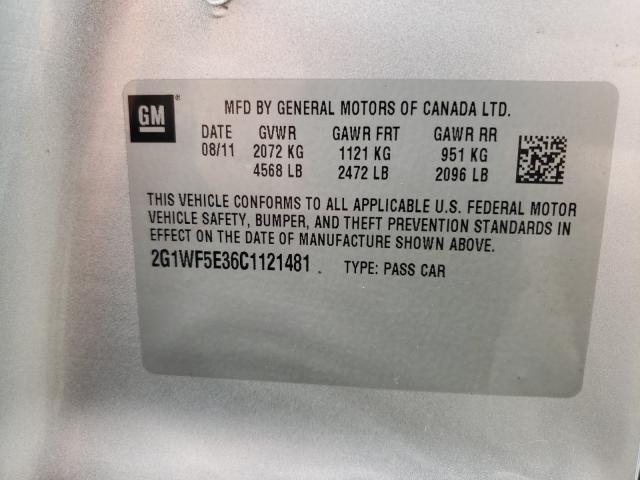 GM ®
MFD BY GENERAL MOTORS OF CANADA LTD.
DATE GVWR GAWR FRT GAWR RR
08/11 2072 KG 1121 KG 951 KG
4568 LB 2472 LB 2096 LB
THIS VEHICLE CONFORMS TO ALL APPLICABLE U.S. FEDERAL MOTOR
VEHICLE SAFETY, BUMPER, AND THEFT PREVENTION STANDARDS IN
EFFECT ON THE DATE OF MANUFACTURE SHOWN ABOVE.
2G1WF5E36C1121481 TYPE: PASS CAR